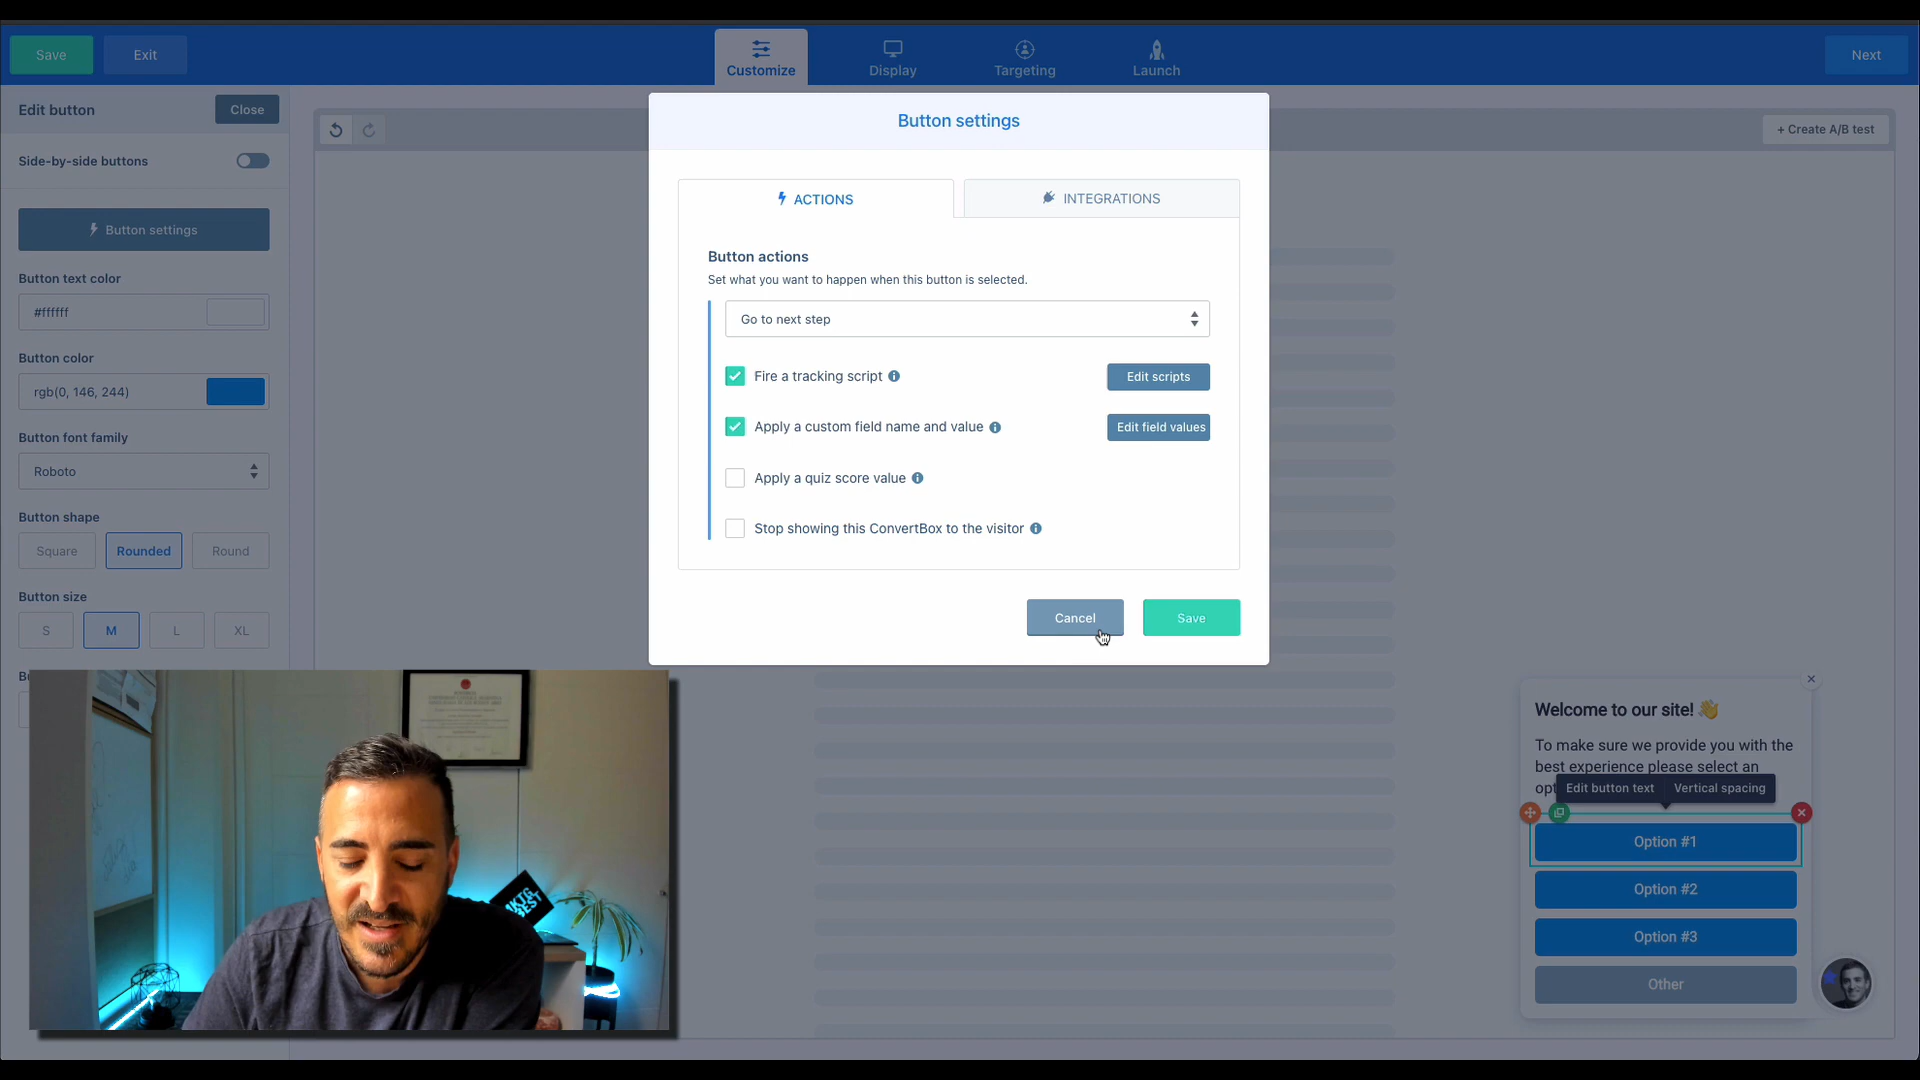 Save
Exit
Customize
Display
Targeting
Launch
Next
Edit button
Close
+ Create A/B test
Side-by-side buttons
Button settings
Button text color
#ffffff
Button color
rgb(0, 146, 244)
Button font family
Roboto
Button shape
Square
Rounded
Round
Button size
S
M
L
XL
Button settings
ACTIONS
INTEGRATIONS
Button actions
Set what you want to happen when this button is selected.
Go to next step
Fire a tracking script
Edit scripts
Apply a custom field name and value
Edit field values
Apply a quiz score value
Stop showing this ConvertBox to the visitor
Cancel
Save
Welcome to our site! 👋
To make sure we provide you with the
best experience please select an
Edit button text
Vertical spacing
Option #1
Option #2
Option #3
Other
MKTG
BEST